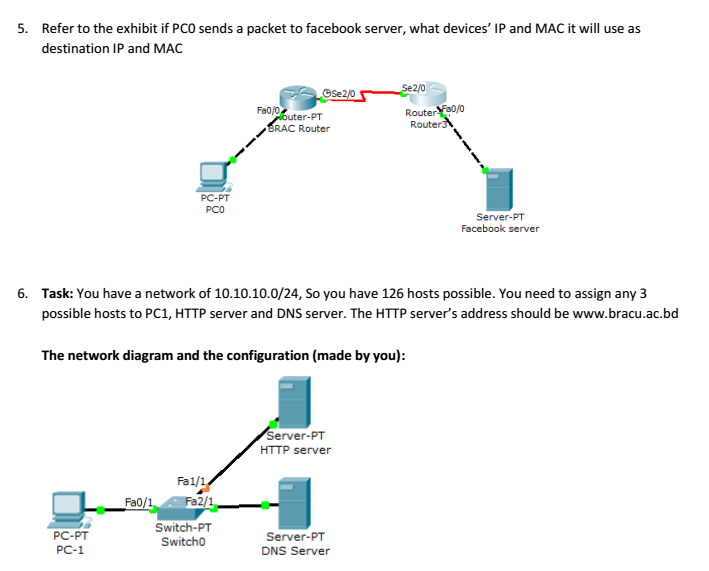 5. Refer to the exhibit if PC0 sends a packet to facebook server, what devices' IP and MAC it will use as
destination IP and MAC
Se2/0
Se2/0
Fa0/0
Router-PT
BRAC Router
Fa0/0
Router
Router3
PC-PT
PC0
Server-PT
Facebook server
6. Task: You have a network of 10.10.10.0/24, So you have 126 hosts possible. You need to assign any 3
possible hosts to PC1, HTTP server and DNS server. The HTTP server's address should be www.bracu.ac.bd
The network diagram and the configuration (made by you):
Server-PT
HTTP server
Fa1/1
Fa0/1
Fa2/1
Switch-PT
Switch0
PC-PT
PC-1
Server-PT
DNS Server